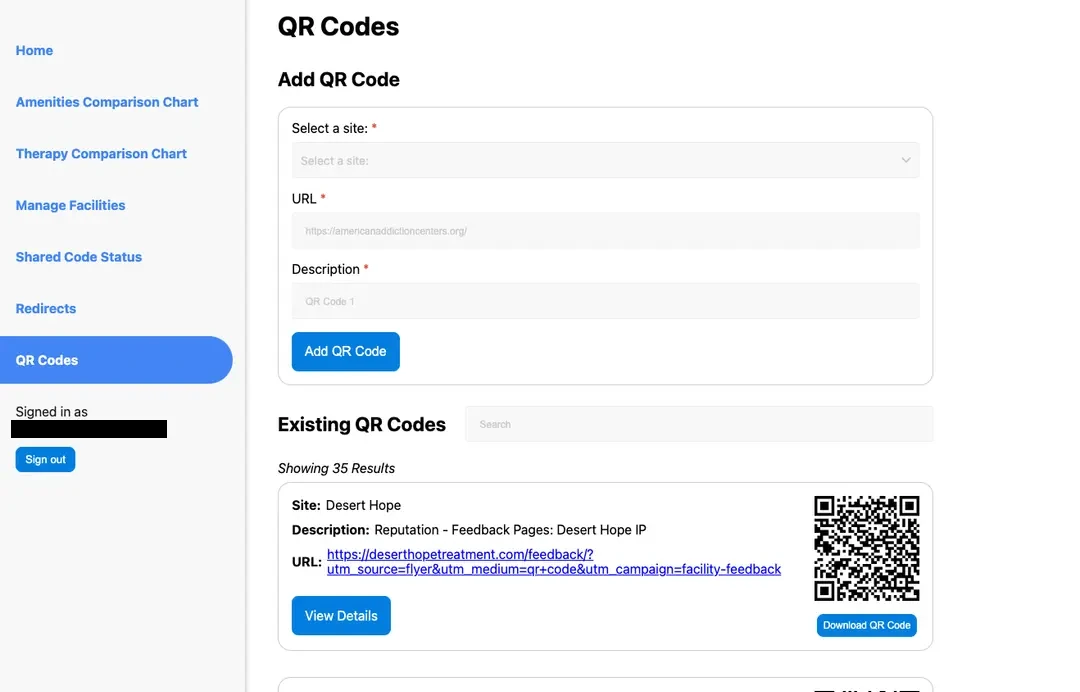 Home
Amenities Comparison Chart
Therapy Comparison Chart
Manage Facilities
Shared Code Status
Redirects
QR Codes
Signed in as
Sign out
QR Codes
Add QR Code
Select a site: *
Select a site:
URL *
https://americanaddictioncenters.org/
Description *
QR Code 1
Add QR Code
Existing QR Codes
Search
Showing 35 Results
Site: Desert Hope
Description: Reputation - Feedback Pages: Desert Hope IP
URL: https://deserthopetreatment.com/feedback/?
utm_source=flyer&utm_medium=qr+code&utm_campaign=facility-feedback
View Details
Download QR Code